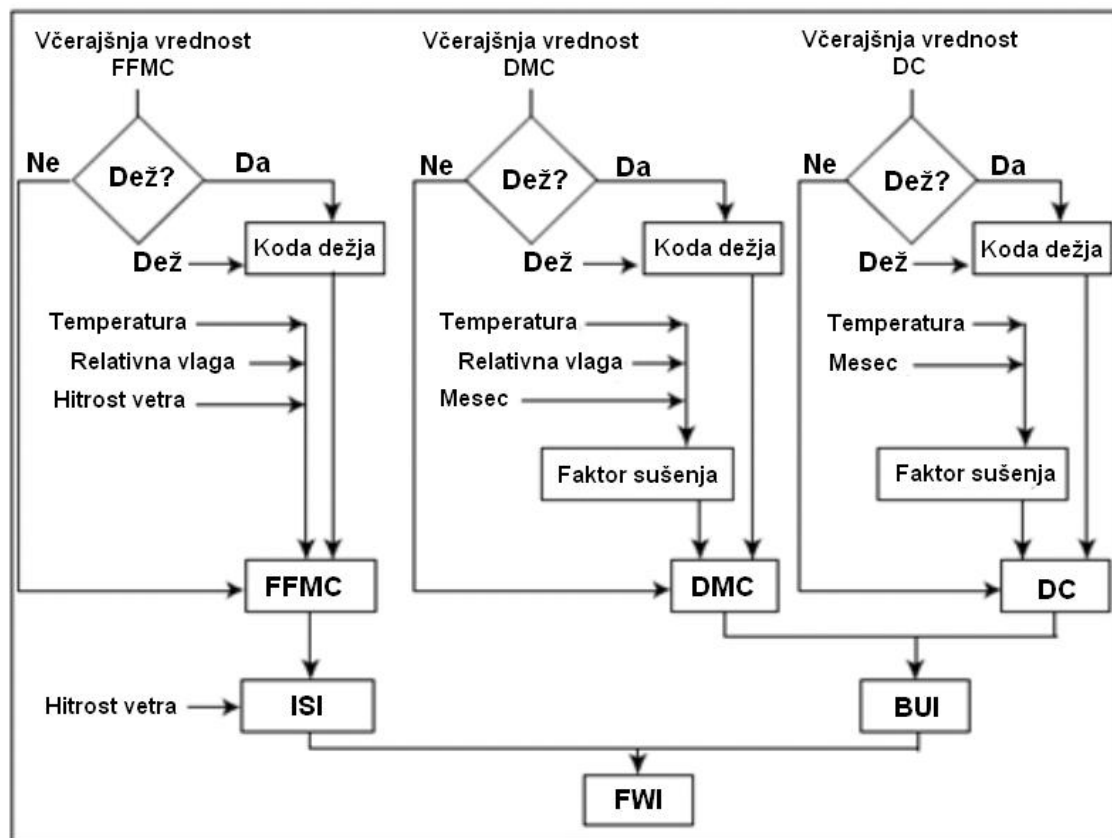 Včerajšnja vrednost
FFMC
Ne
Dež?
Da
Koda dežja
Dež
Temperatura
Relativna vlaga
Hitrost vetra
FFMC
Hitrost vetra
ISI
Včerajšnja vrednost
DMC
Ne
Dež?
Da
Koda dežja
Dež
Temperatura
Relativna vlaga
Mesec
Faktor sušenja
DMC
Včerajšnja vrednost
DC
Ne
Dež?
Da
Koda dežja
Dež
Temperatura
Mesec
Faktor sušenja
DC
BUI
FWI